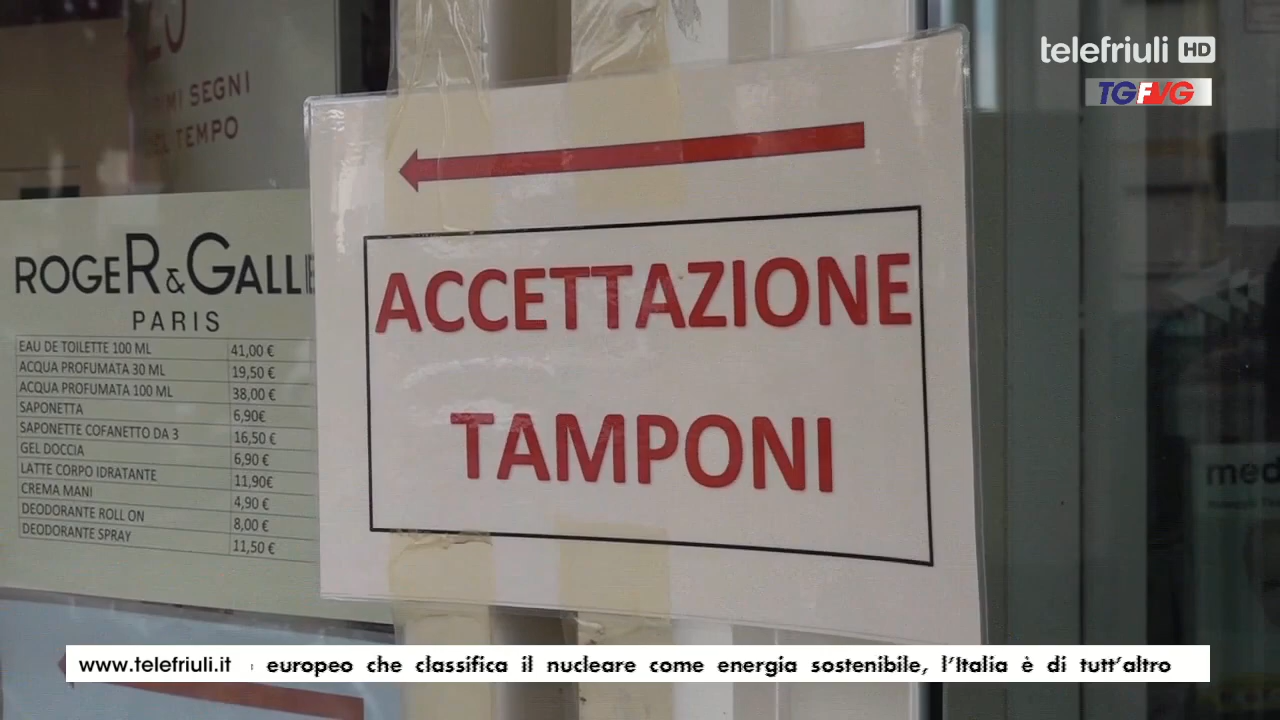 telefriuli HD
TGFVG
SEGNI
TEMPO
ROGER&GALLE
PARIS
EAU DE TOILETTE 100 ML 41,00 €
ACQUA PROFUMATA 30 ML 19,50 €
ACQUA PROFUMATA 100 ML 38,00 €
SAPONETTA 6,90€
SAPONETTE COFANETTO DA 3 16,50 €
GEL DOCCIA 6,90 €
LATTE CORPO IDRATANTE 11,90€
CREMA MANI 4,90 €
DEODORANTE ROLL ON 8,00 €
DEODORANTE SPRAY 11,50 €
ACCETTAZIONE
TAMPONI
med
www.telefriuli.it europeo che classifica il nucleare come energia sostenibile, l'Italia è di tutt'altro